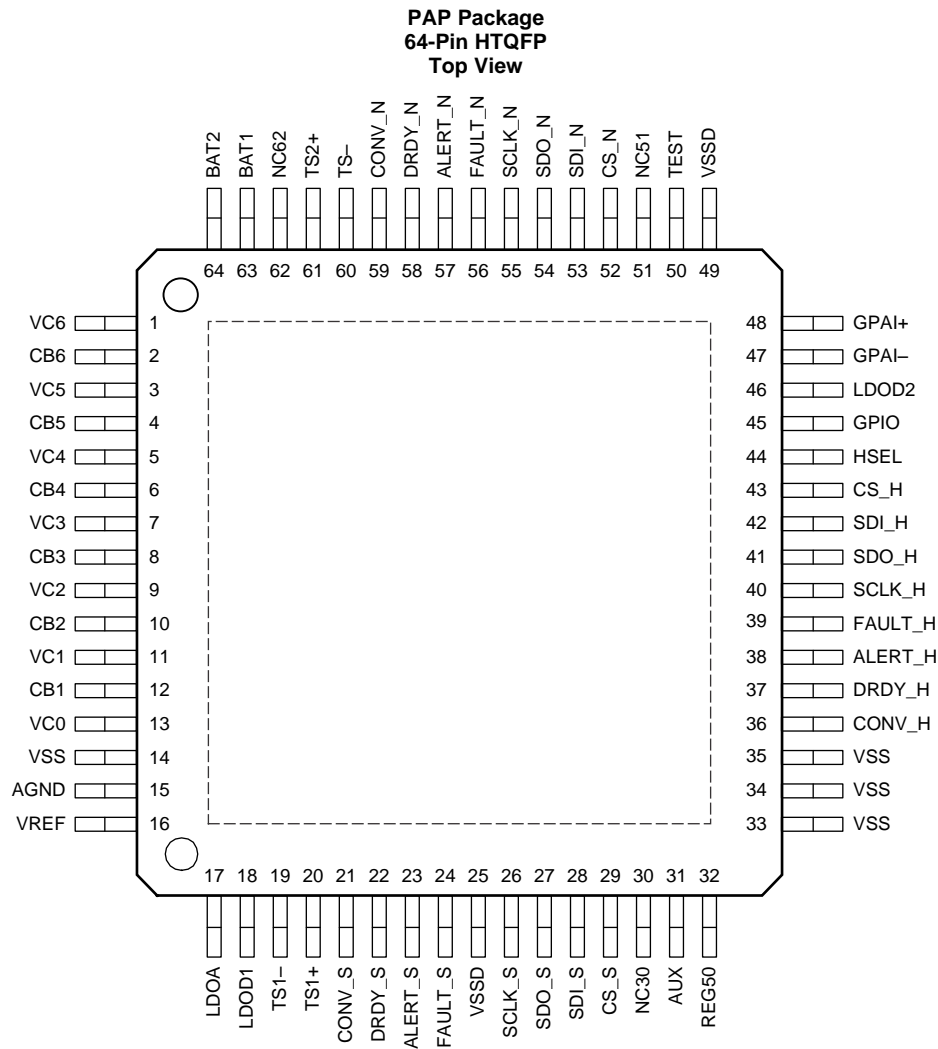 PAP Package
64-Pin HTQFP
Top View
BAT2
BAT1
NC62
TS2+
TS–
CONV_N
DRDY_N
ALERT_N
FAULT_N
SCLK_N
SDO_N
SDI_N
CS_N
NC51
TEST
VSSD
64 63 62 61 60 59 58 57 56 55 54 53 52 51 50 49
VC6 1
CB6 2
VC5 3
CB5 4
VC4 5
CB4 6
VC3 7
CB3 8
VC2 9
CB2 10
VC1 11
CB1 12
VC0 13
VSS 14
AGND 15
VREF 16
48 GPAI+
47 GPAI–
46 LDOD2
45 GPIO
44 HSEL
43 CS_H
42 SDI_H
41 SDO_H
40 SCLK_H
39 FAULT_H
38 ALERT_H
37 DRDY_H
36 CONV_H
35 VSS
34 VSS
33 VSS
17 18 19 20 21 22 23 24 25 26 27 28 29 30 31 32
LDOA
LDOD1
TS1–
TS1+
CONV_S
DRDY_S
ALERT_S
FAULT_S
VSSD
SCLK_S
SDO_S
SDI_S
CS_S
NC30
AUX
REG50